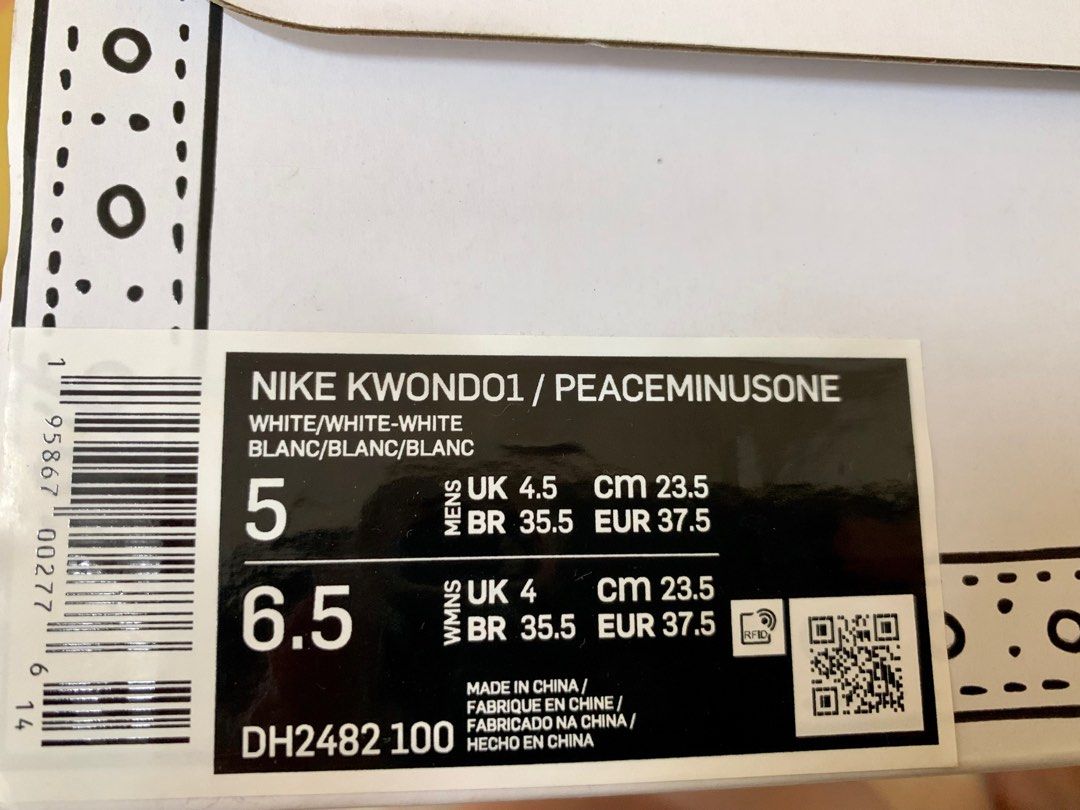 NIKE KWONDO1 / PEACEMINUSONE
WHITE/WHITE-WHITE
BLANC/BLANC/BLANC
5 MENS UK 4.5 cm 23.5
BR 35.5 EUR 37.5
6.5 WMNS UK 4 cm 23.5
BR 35.5 EUR 37.5
RFID
MADE IN CHINA /
FABRIQUE EN CHINE /
FABRICADO NA CHINA /
HECHO EN CHINA
DH2482 100
1 95867 00277 6 14